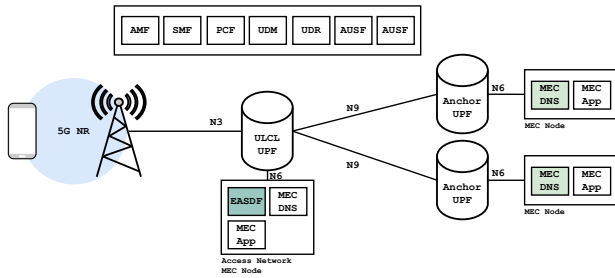 AMF SMF PCF UDM UDR AUSF AUSF
5G NR
N3
ULCL
UPF
N9
N9
Anchor
UPF
N6
MEC
DNS
MEC
App
MEC Node
Anchor
UPF
N6
MEC
DNS
MEC
App
MEC Node
N6
EASDF
MEC
DNS
MEC
App
Access Network
MEC Node